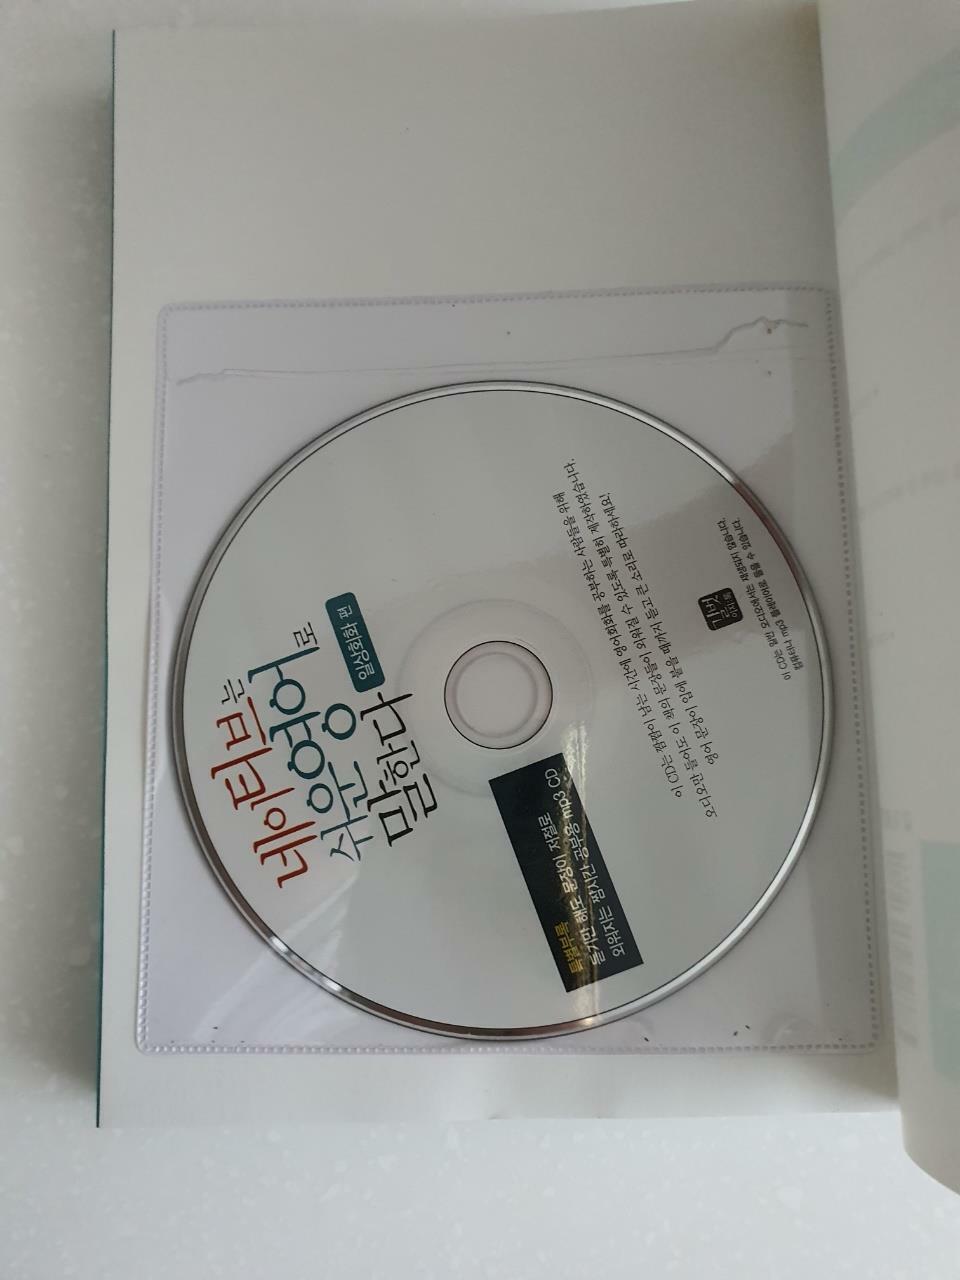 네이티브는
쉬운 영어로
말한다
일상회화 편
특별부록
듣기만 해도 문장이 저절로
외워지는 잠시간 공부용 mp3 CD
이 CD는 짬짬이 남는 시간에 영어회화를 공부하는 사람들을 위해
오디오만 들어도 이 책의 문장들이 외워질 수 있도록 특별히 제작하였습니다.
영어 문장이 입에 붙을 때까지 듣고 큰 소리로 따라하세요!
길벗
이지:톡
이 CD는 일반 오디오에서는 재생되지 않습니다.
컴퓨터나 mp3 플레이어로 들을 수 있습니다.